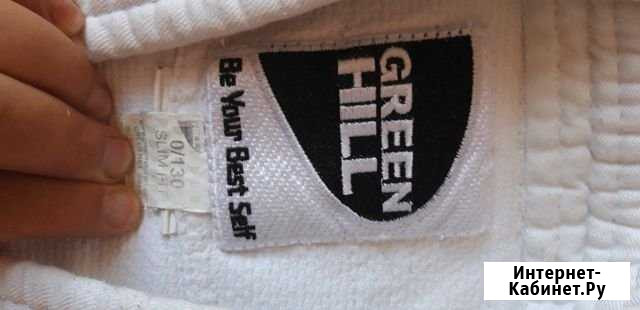 GREEN
HILL
Be Your Best Self
0/130
SLIM FIT
Интернет-
Кабинет.Ру